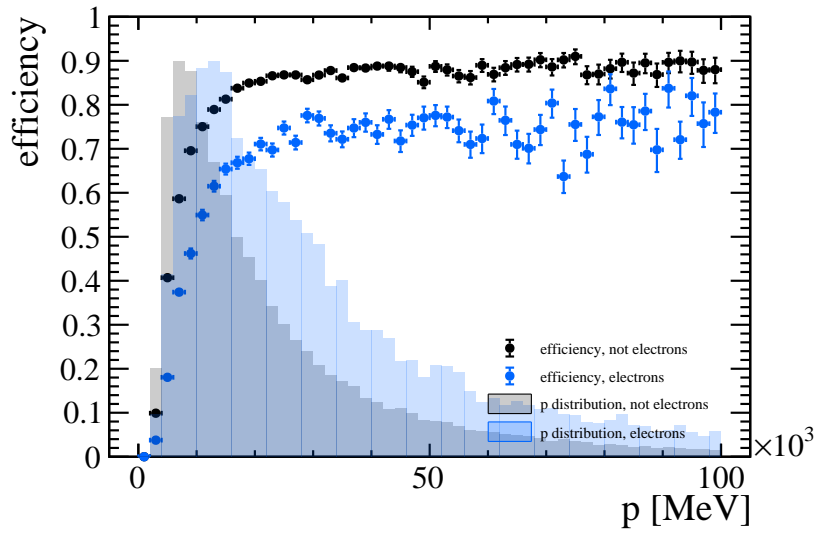 efficiency
1
0.9
0.8
0.7
0.6
0.5
0.4
0.3
0.2
0.1
0
efficiency, not electrons
efficiency, electrons
p distribution, not electrons
p distribution, electrons
0
50
100
×10³
p [MeV]